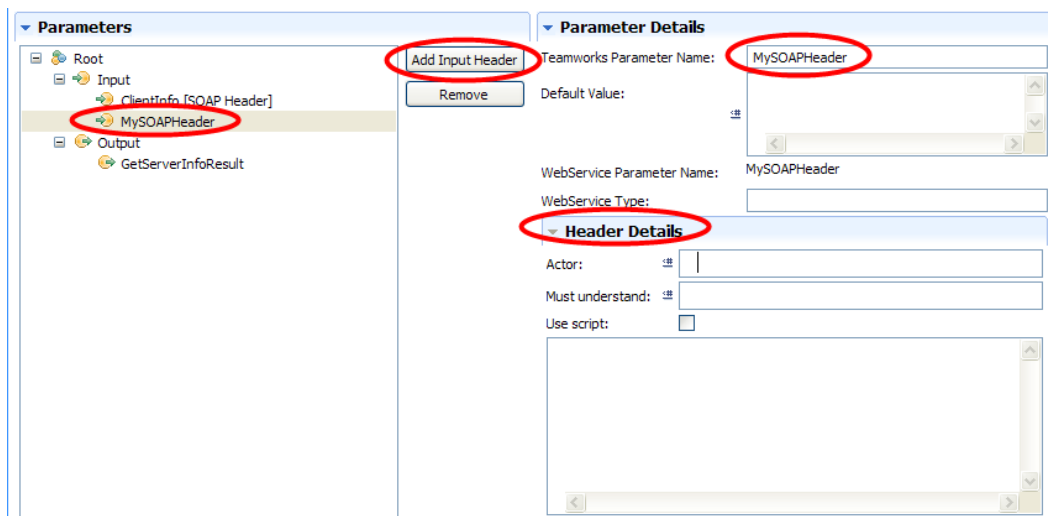 Parameters
Root
Input
ClientInfo [SOAP Header]
MySOAPHeader
Output
GetServerInfoResult
Add Input Header
Remove
Parameter Details
Teamworks Parameter Name: MySOAPHeader
Default Value:
WebService Parameter Name: MySOAPHeader
WebService Type:
Header Details
Actor:
Must understand:
Use script: